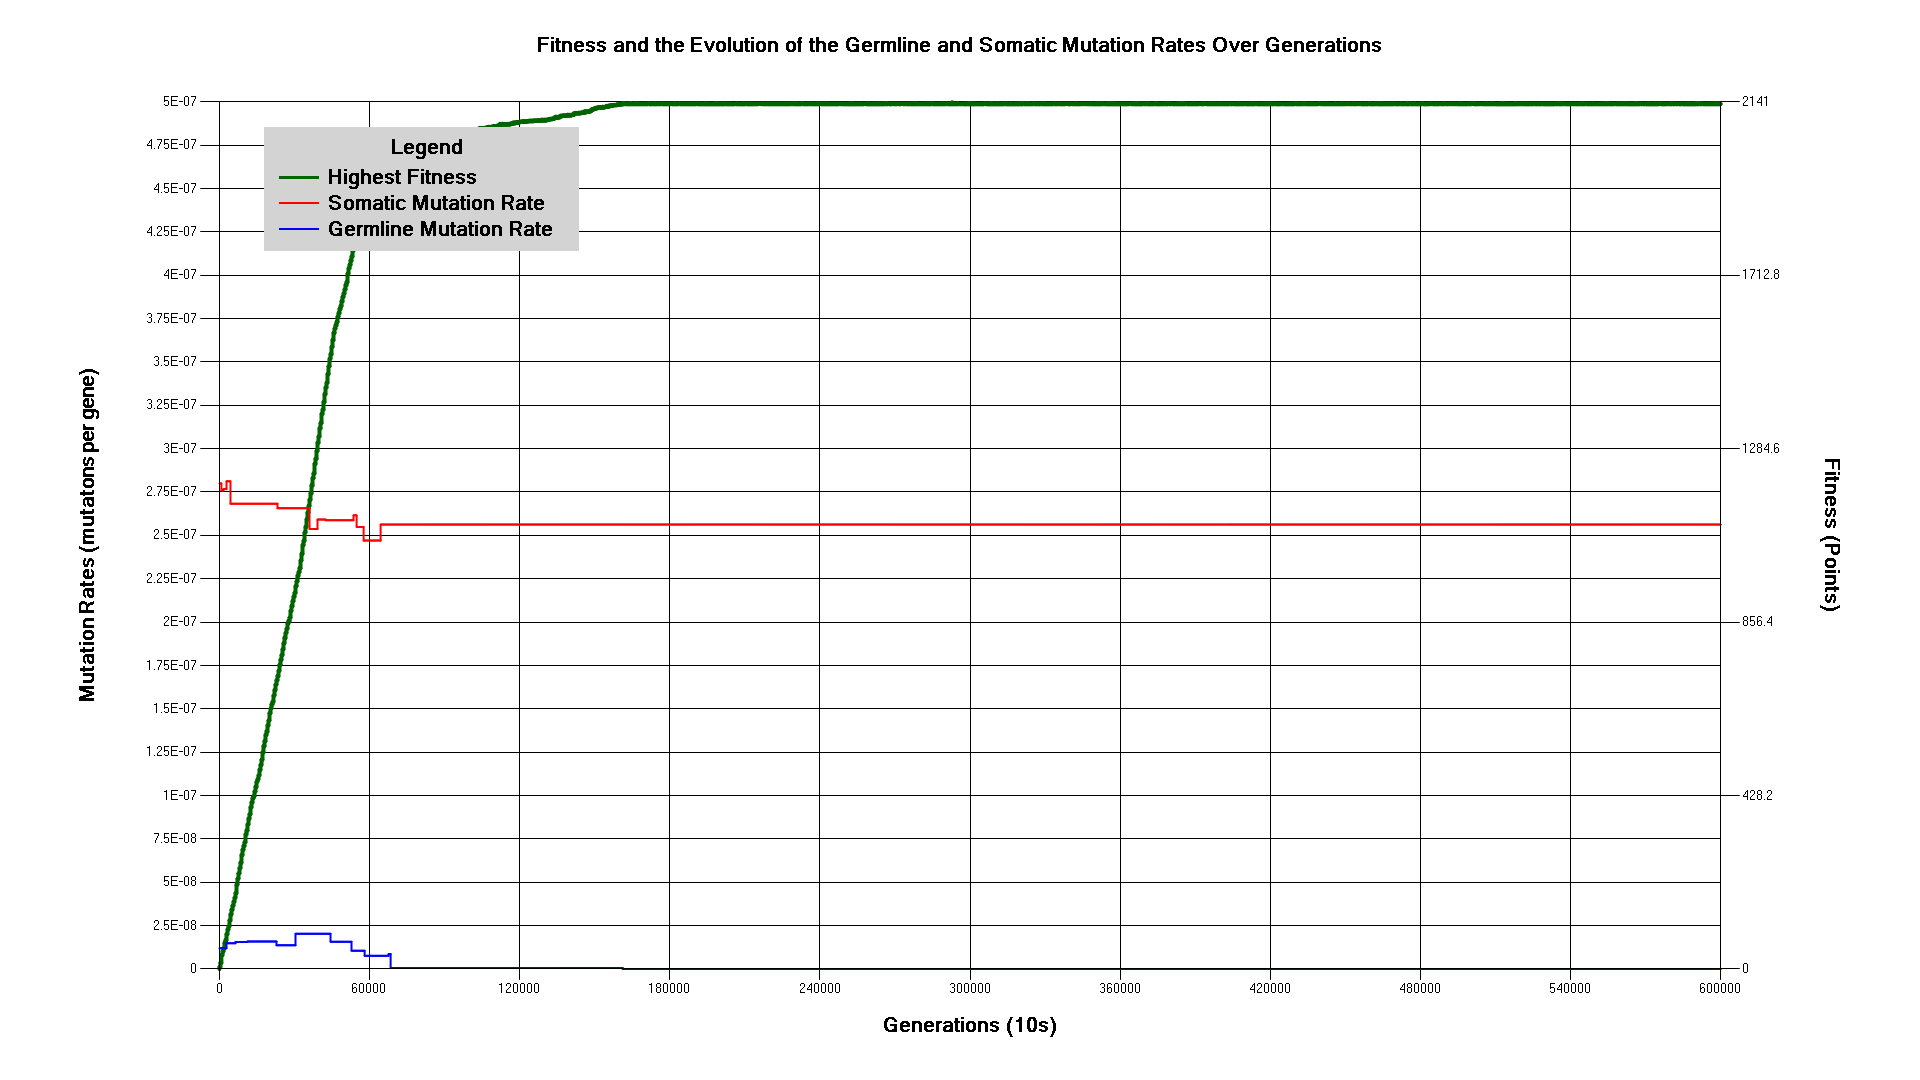 Fitness and the Evolution of the Germline and Somatic Mutation Rates Over Generations
5E-07
4.75E-07
4.5E-07
4.25E-07
4E-07
3.75E-07
3.5E-07
3.25E-07
3E-07
2.75E-07
2.5E-07
2.25E-07
2E-07
1.75E-07
1.5E-07
1.25E-07
1E-07
7.5E-08
5E-08
2.5E-08
0
Mutation Rates (mutatons per gene)
Legend
Highest Fitness
Somatic Mutation Rate
Germline Mutation Rate
2141
1712.8
1284.6
856.4
428.2
0
Fitness (Points)
0 60000 120000 180000 240000 300000 360000 420000 480000 540000 600000
Generations (10s)